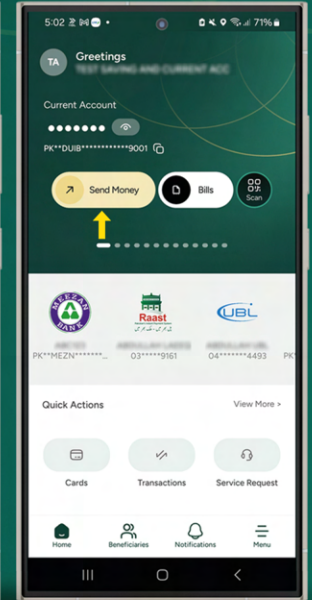 5:02
71%
TA
Greetings
TEST SAVING AND CURRENT ACC
Current Account
PK**DUIB************9001
Send Money
Bills
Scan
MEEZAN BANK
Raast
UBL
PK**MEZN*******...
03*****9161
04*******4493
PK*
Quick Actions
View More >
Cards
Transactions
Service Request
Home
Beneficiaries
Notifications
Menu